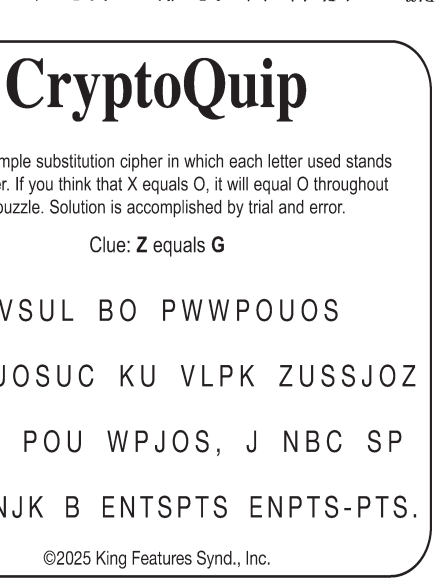 CryptoQuip
mple substitution cipher in which each letter used stands
r. If you think that X equals O, it will equal O throughout
puzzle. Solution is accomplished by trial and error.
Clue: Z equals G
VSUL BO PWWPOUOS
JOSUC KU VLPK ZUSSJOZ
POU WPJOS, J NBC SP
NJK B ENTSPTS ENPTS-PTS.
©2025 King Features Synd., Inc.